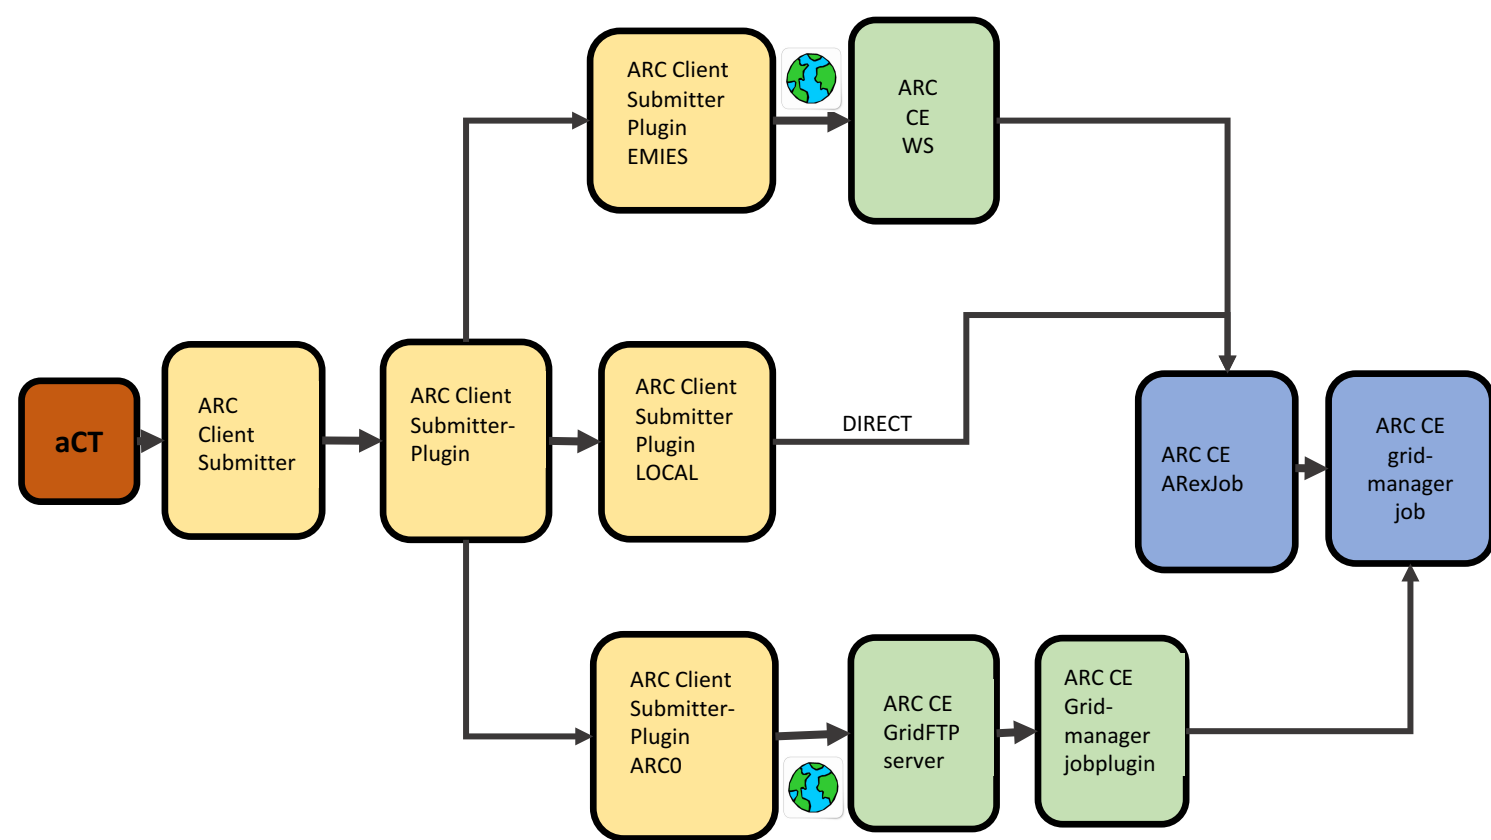 ARC Client
Submitter
Plugin
EMIES
ARC
CE
WS
aCT
ARC
Client
Submitter
ARC Client
Submitter-
Plugin
ARC Client
Submitter
Plugin
LOCAL
DIRECT
ARC CE
ARexJob
ARC CE
grid-
manager
job
ARC Client
Submitter-
Plugin
ARC0
ARC CE
GridFTP
server
ARC CE
Grid-
manager
jobplugin